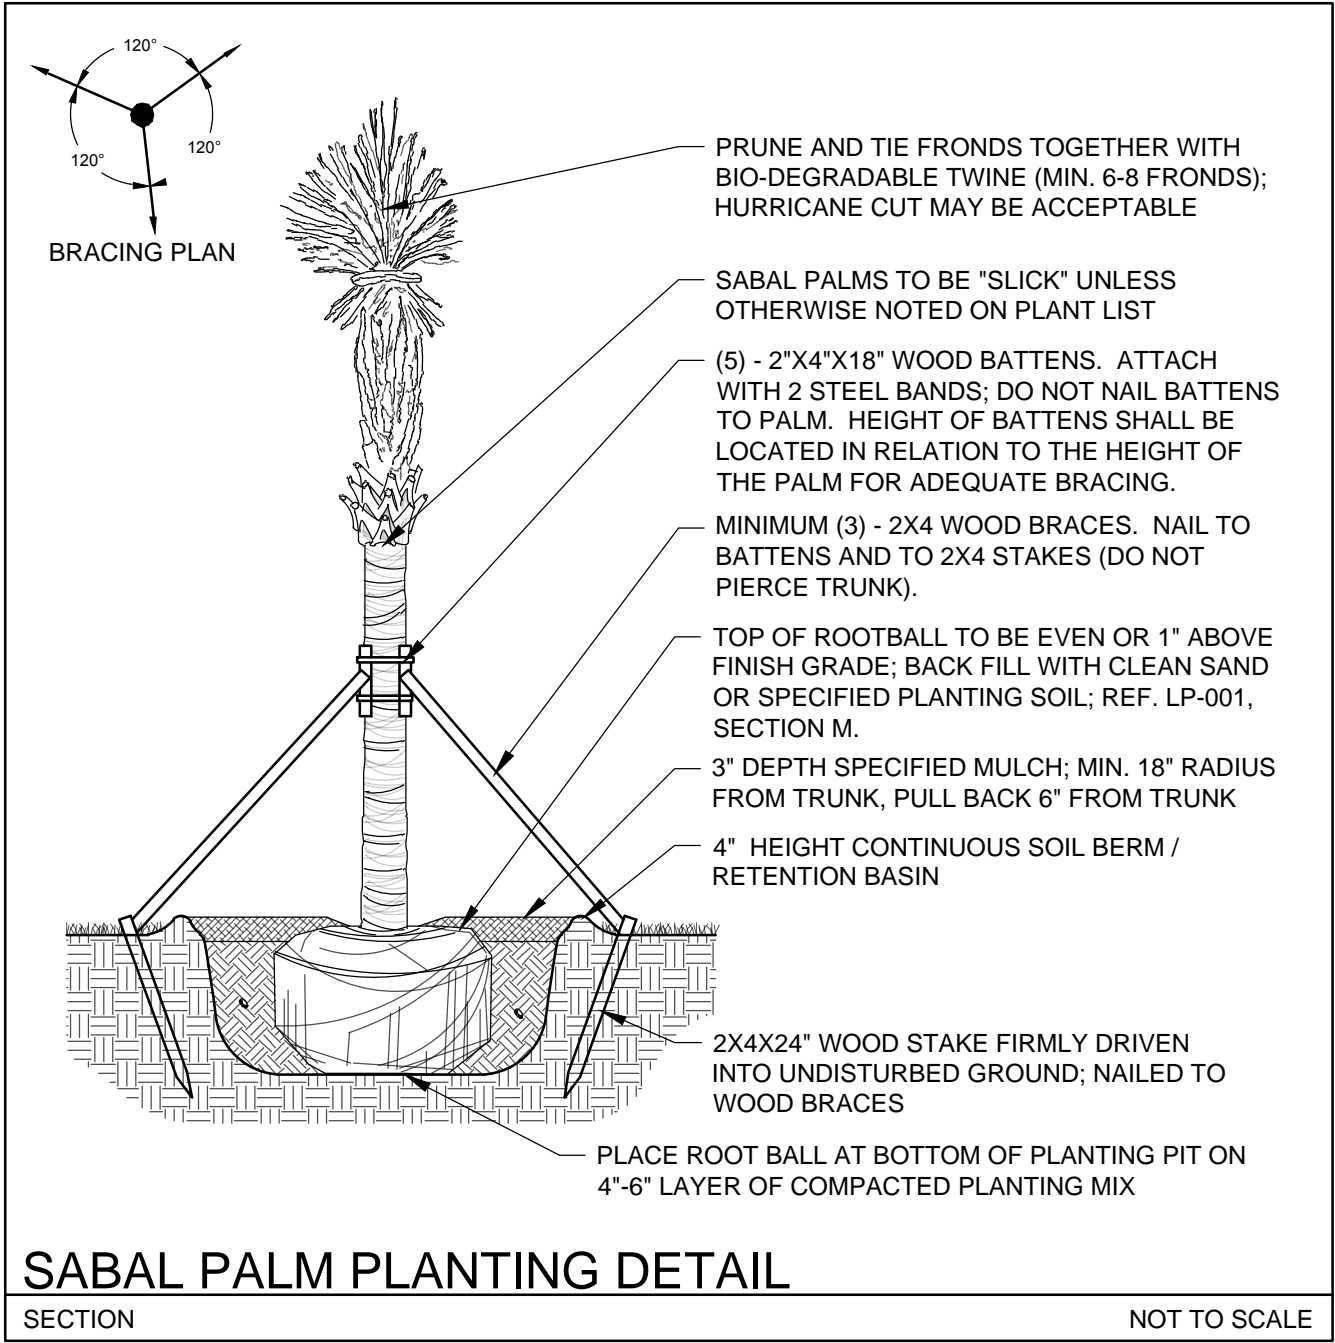 120°
120°
120°
BRACING PLAN
PRUNE AND TIE FRONDS TOGETHER WITH
BIO-DEGRADABLE TWINE (MIN. 6-8 FRONDS);
HURRICANE CUT MAY BE ACCEPTABLE
SABAL PALMS TO BE "SLICK" UNLESS
OTHERWISE NOTED ON PLANT LIST
(5) - 2"X4"X18" WOOD BATTENS.  ATTACH
WITH 2 STEEL BANDS; DO NOT NAIL BATTENS
TO PALM.  HEIGHT OF BATTENS SHALL BE
LOCATED IN RELATION TO THE HEIGHT OF
THE PALM FOR ADEQUATE BRACING.
MINIMUM (3) - 2X4 WOOD BRACES.  NAIL TO
BATTENS AND TO 2X4 STAKES (DO NOT
PIERCE TRUNK).
TOP OF ROOTBALL TO BE EVEN OR 1" ABOVE
FINISH GRADE; BACK FILL WITH CLEAN SAND
OR SPECIFIED PLANTING SOIL; REF. LP-001,
SECTION M.
3" DEPTH SPECIFIED MULCH; MIN. 18" RADIUS
FROM TRUNK, PULL BACK 6" FROM TRUNK
4"  HEIGHT CONTINUOUS SOIL BERM /
RETENTION BASIN
2X4X24" WOOD STAKE FIRMLY DRIVEN
INTO UNDISTURBED GROUND; NAILED TO
WOOD BRACES
PLACE ROOT BALL AT BOTTOM OF PLANTING PIT ON
4"-6" LAYER OF COMPACTED PLANTING MIX
SABAL PALM PLANTING DETAIL
SECTION
NOT TO SCALE